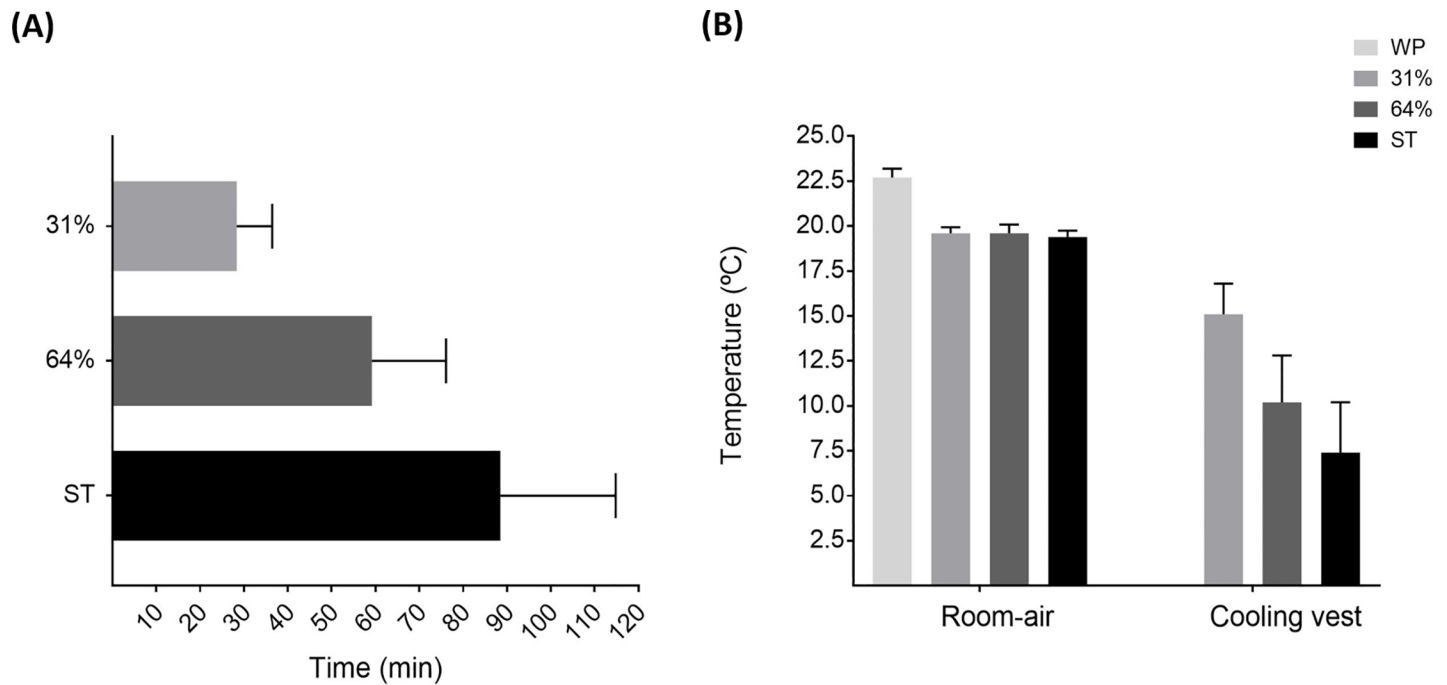 (A)
31%
64%
ST
10 20 30 40 50 60 70 80 90 100 110 120
Time (min)
(B)
WP
31%
64%
ST
25.0
22.5
20.0
17.5
15.0
12.5
10.0
7.5
5.0
2.5
Temperature (ºC)
Room-air Cooling vest